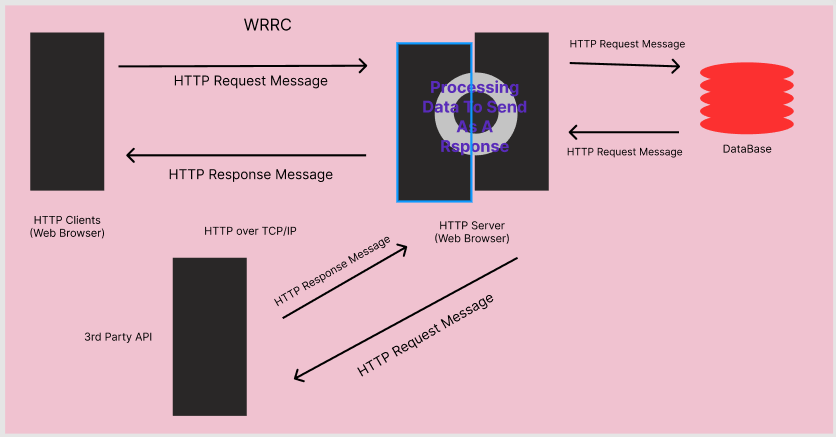 WRRC
HTTP Request Message
HTTP Response Message
HTTP Clients
(Web Browser)
HTTP over TCP/IP
Processing
Data To Send
As A
Rsponse
HTTP Server
(Web Browser)
HTTP Request Message
HTTP Request Message
DataBase
HTTP Response Message
HTTP Request Message
3rd Party API